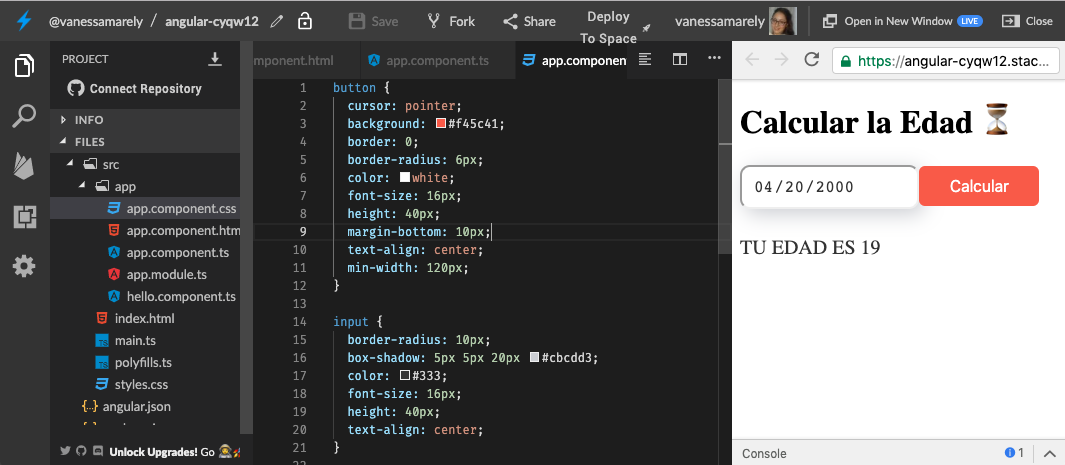 @vanessamarely / angular-cyqw12 Save Fork Share Deploy To Space vanessamarely Open in New Window LIVE Close
PROJECT
Connect Repository
INFO
FILES
src
app
app.component.css
app.component.htm
app.component.ts
app.module.ts
hello.component.ts
index.html
main.ts
polyfills.ts
styles.css
{..} angular.json
Unlock Upgrades! Go
mponent.html app.component.ts app.componen
1 button {
2 cursor: pointer;
3 background: #f45c41;
4 border: 0;
5 border-radius: 6px;
6 color: white;
7 font-size: 16px;
8 height: 40px;
9 margin-bottom: 10px;
10 text-align: center;
11 min-width: 120px;
12 }
13
14 input {
15 border-radius: 10px;
16 box-shadow: 5px 5px 20px #cbcdd3;
17 color: #333;
18 font-size: 16px;
19 height: 40px;
20 text-align: center;
21 }
https://angular-cyqw12.stac...
Calcular la Edad
04/20/2000 Calcular
TU EDAD ES 19
Console 1